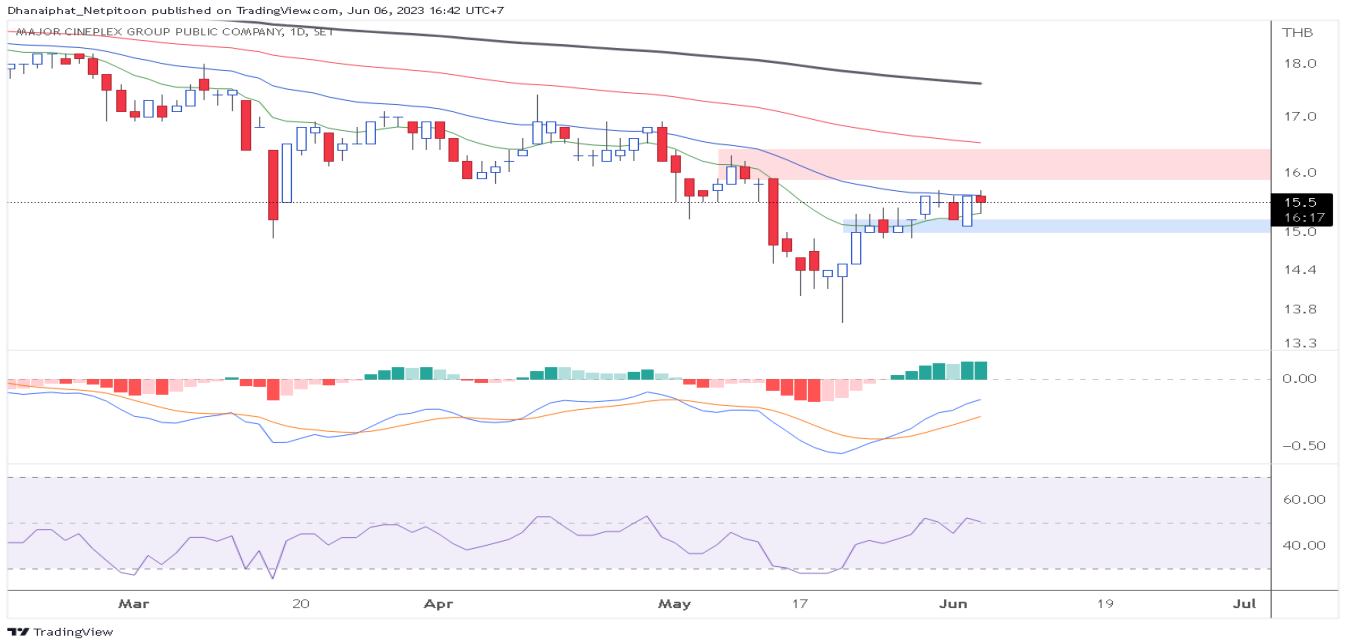 Dhanaiphat_Netpitoon published on TradingView.com, Jun 06, 2023 16:42 UTC+7
MAJOR CINEPLEX GROUP PUBLIC COMPANY, 1D, SET
THB
18.0
17.0
16.0
15.5
16:17
15.0
14.4
13.8
13.3
0.00
−0.50
60.00
40.00
Mar 20 Apr May 17 Jun 19 Jul
TradingView